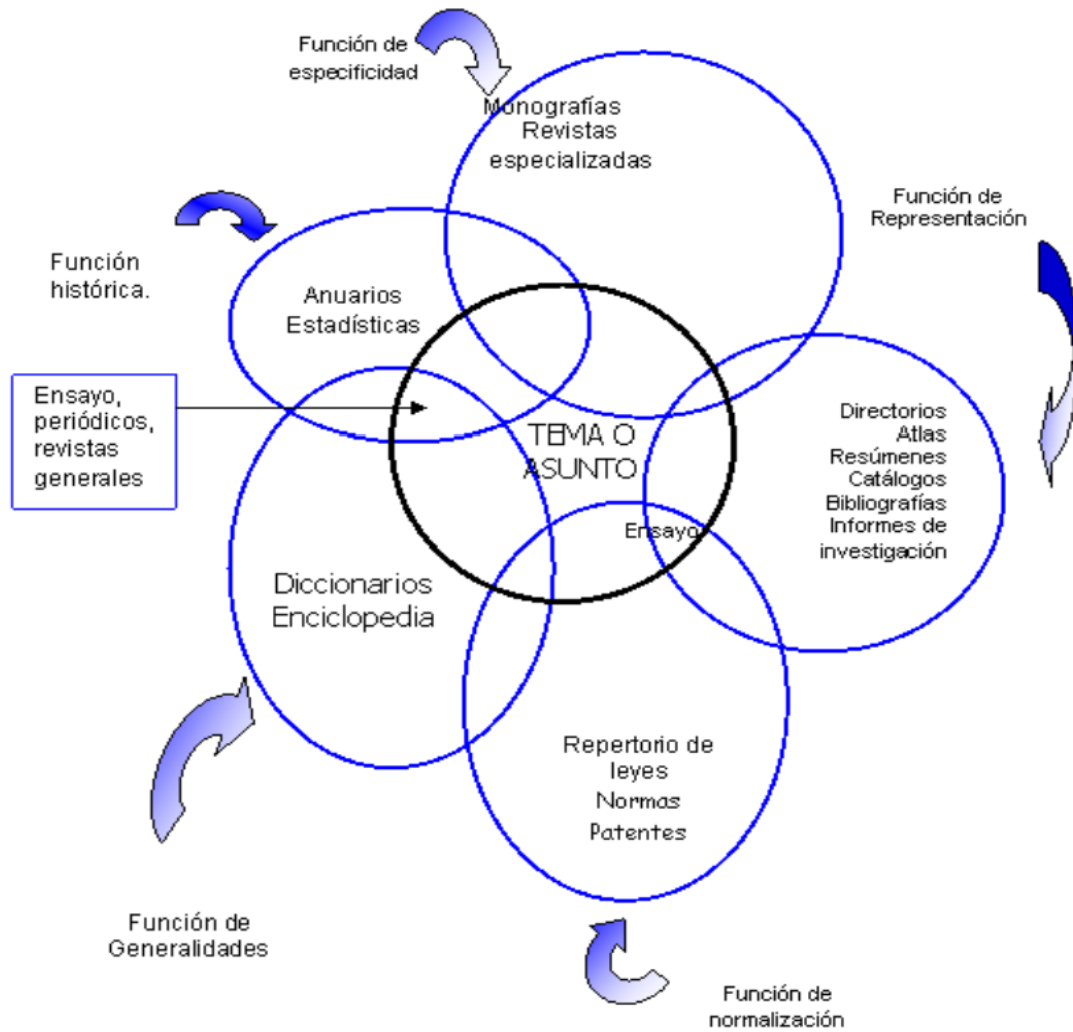 Función de
especificidad
Monografías
Revistas
especializadas
Función de
Representación
Función
histórica.
Anuarios
Estadísticas
Ensayo,
periódicos,
revistas
generales
TEMA O
ASUNTO
Ensayo
Directorios
Atlas
Resúmenes
Catálogos
Bibliografías
Informes de
investigación
Diccionarios
Enciclopedia
Repertorio de
leyes
Normas
Patentes
Función de
Generalidades
Función de
normalización